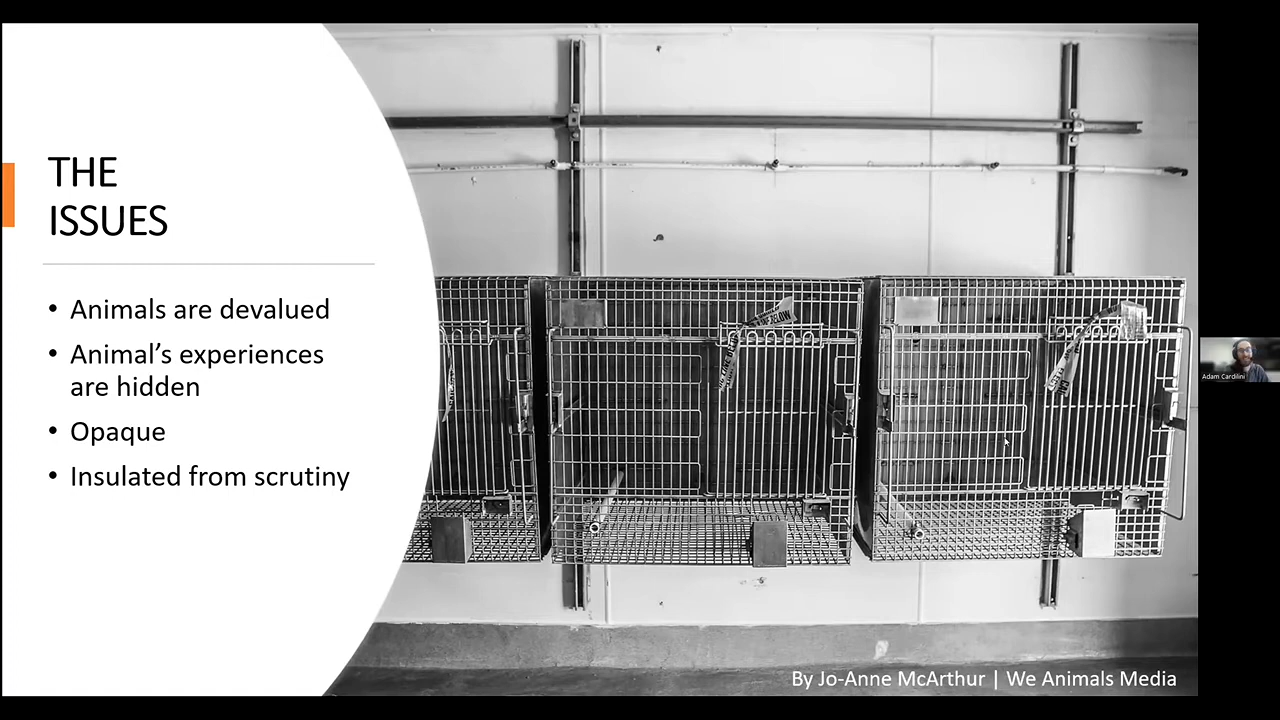 THE
ISSUES
• Animals are devalued
• Animal’s experiences
are hidden
• Opaque
• Insulated from scrutiny
By Jo-Anne McArthur | We Animals Media
Adam Cardilini